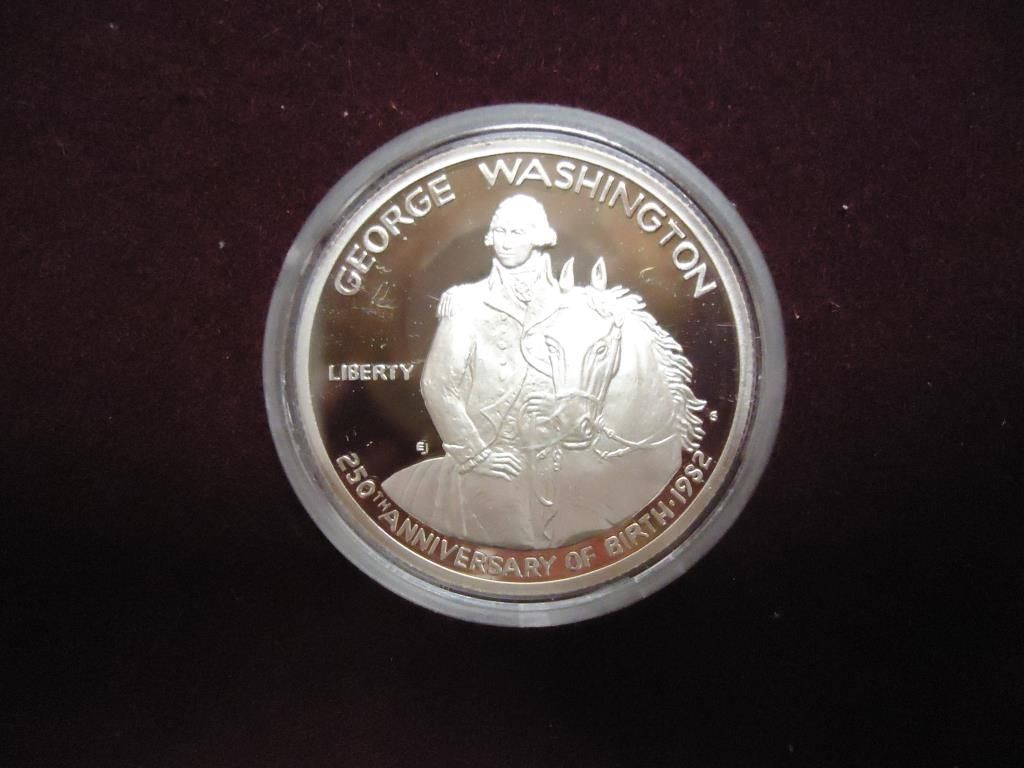 GEORGE WASHINGTON
LIBERTY
EJ
S
250TH ANNIVERSARY OF BIRTH · 1982